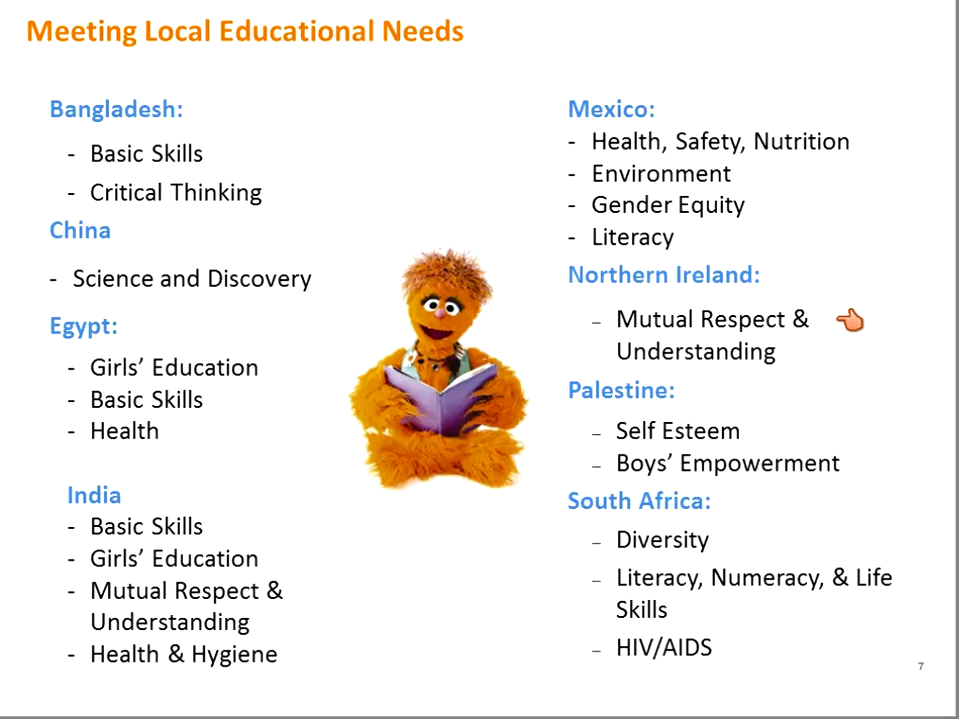 Meeting Local Educational Needs
Bangladesh:
- Basic Skills
- Critical Thinking
China
- Science and Discovery
Egypt:
- Girls’ Education
- Basic Skills
- Health
India
- Basic Skills
- Girls’ Education
- Mutual Respect &
Understanding
- Health & Hygiene
Mexico:
- Health, Safety, Nutrition
- Environment
- Gender Equity
- Literacy
Northern Ireland:
– Mutual Respect &
Understanding
Palestine:
– Self Esteem
– Boys’ Empowerment
South Africa:
– Diversity
– Literacy, Numeracy, & Life
Skills
– HIV/AIDS
7